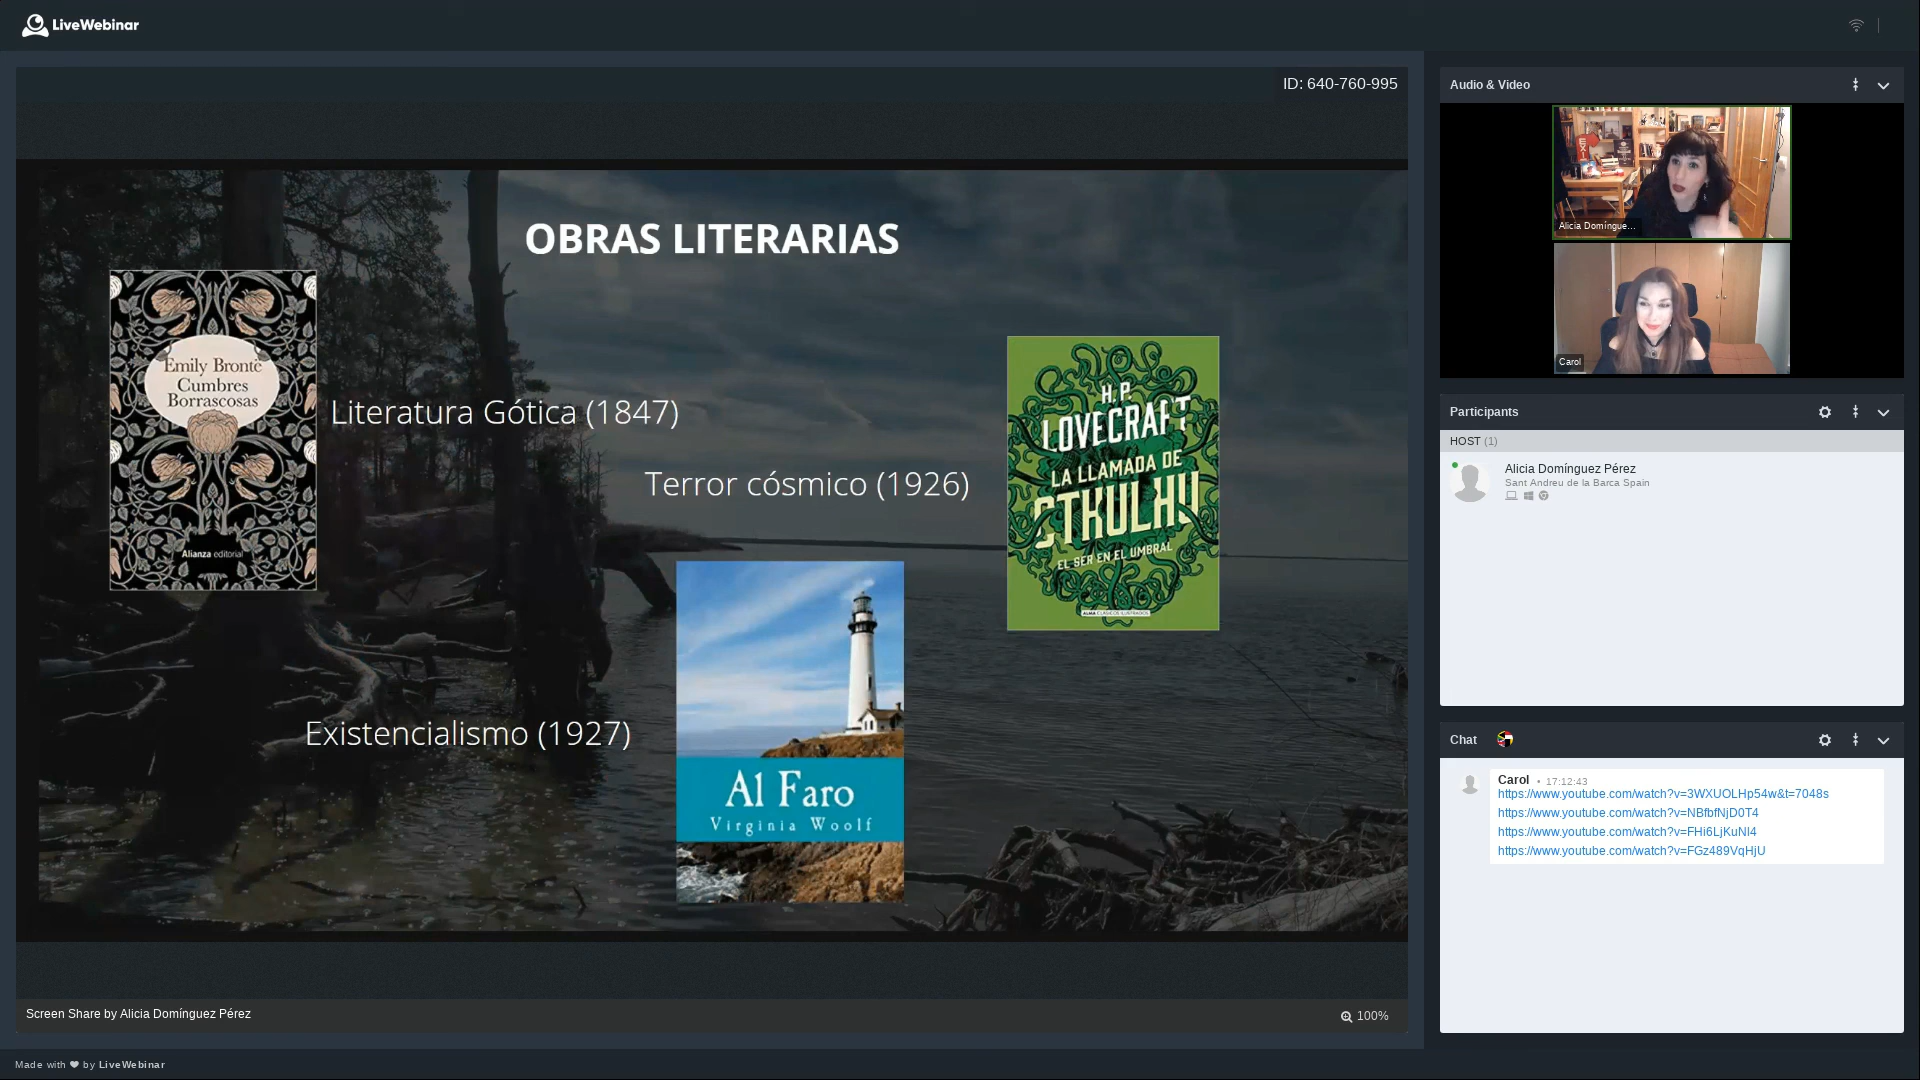 LiveWebinar
ID: 640-760-995
OBRAS LITERARIAS
Emily Brontë
Cumbres
Borrascosas
Alianza editorial
Literatura Gótica (1847)
Terror cósmico (1926)
H. P.
LOVECRAFT
LA LLAMADA DE
CTHULHU
EL SER EN EL UMBRAL
ALMA CLÁSICOS ILUSTRADOS
Existencialismo (1927)
Al Faro
Virginia Woolf
Screen Share by Alicia Domínguez Pérez
100%
Made with by LiveWebinar
Audio & Video
Alicia Domíngue...
Carol
Participants
HOST (1)
Alicia Domínguez Pérez
Sant Andreu de la Barca Spain
Chat
Carol • 17:12:43
https://www.youtube.com/watch?v=3WXUOLHp54w&t=7048s
https://www.youtube.com/watch?v=NBfbfNjD0T4
https://www.youtube.com/watch?v=FHi6LjKuNl4
https://www.youtube.com/watch?v=FGz489VqHjU